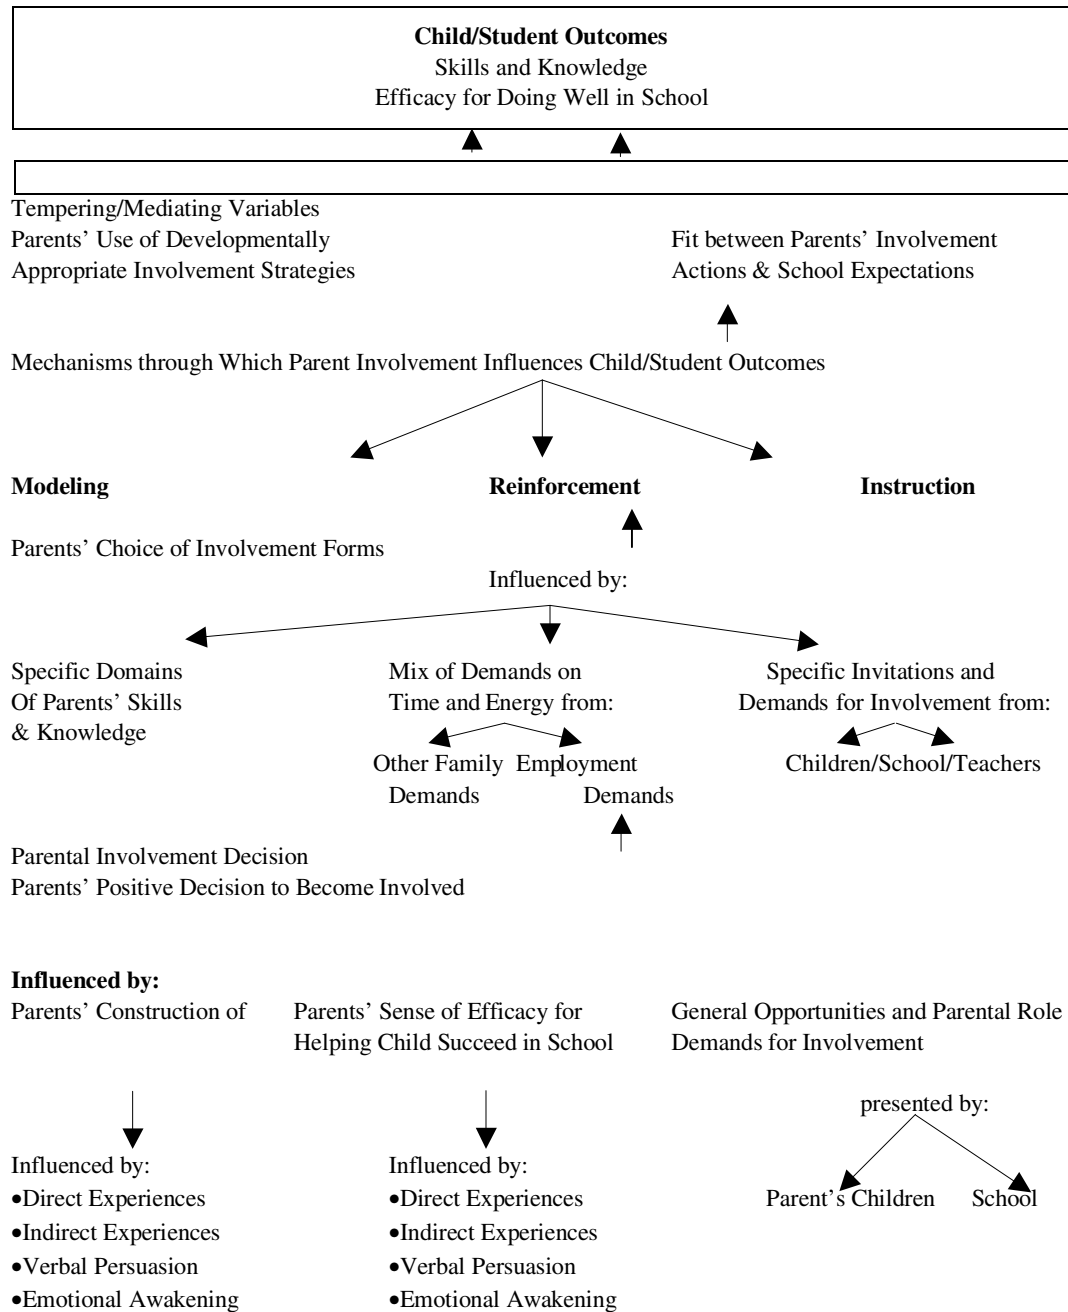 Child/Student Outcomes
Skills and Knowledge
Efficacy for Doing Well in School
Tempering/Mediating Variables
Parents’ Use of Developmentally
Appropriate Involvement Strategies
Fit between Parents’ Involvement
Actions & School Expectations
Mechanisms through Which Parent Involvement Influences Child/Student Outcomes
Modeling
Reinforcement
Instruction
Parents’ Choice of Involvement Forms
Influenced by:
Specific Domains
Of Parents’ Skills
& Knowledge
Mix of Demands on
Time and Energy from:
Other Family
Demands
Employment
Demands
Specific Invitations and
Demands for Involvement from:
Children/School/Teachers
Parental Involvement Decision
Parents’ Positive Decision to Become Involved
Influenced by:
Parents’ Construction of
Parents’ Sense of Efficacy for
Helping Child Succeed in School
General Opportunities and Parental Role
Demands for Involvement
presented by:
Parent’s Children
School
Influenced by:
•Direct Experiences
•Indirect Experiences
•Verbal Persuasion
•Emotional Awakening
Influenced by:
•Direct Experiences
•Indirect Experiences
•Verbal Persuasion
•Emotional Awakening